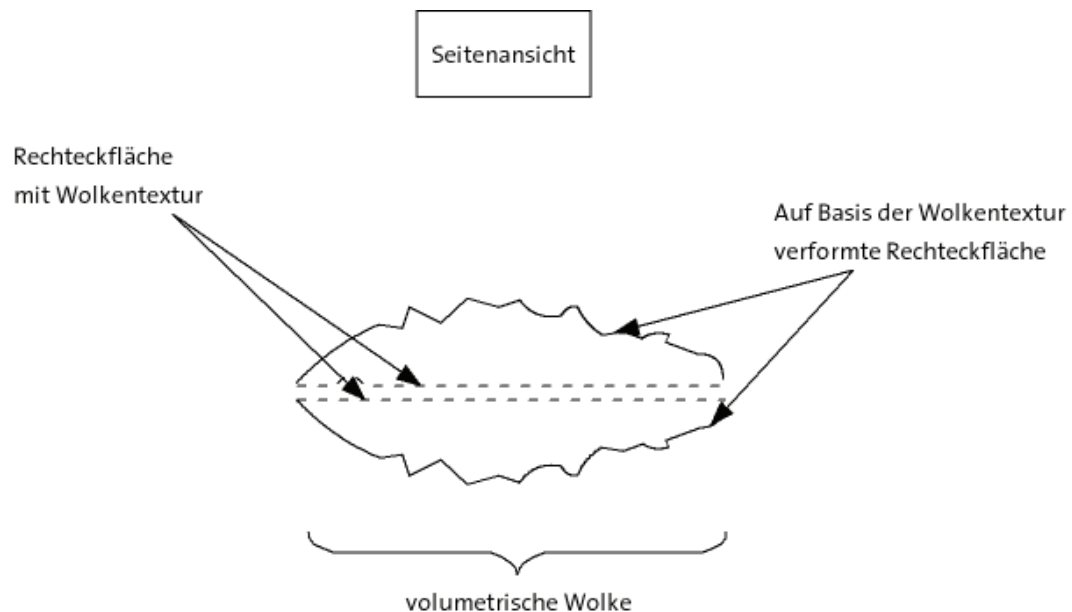 Seitenansicht
Rechteckfläche
mit Wolkentextur
Auf Basis der Wolkentextur
verformte Rechteckfläche
volumetrische Wolke